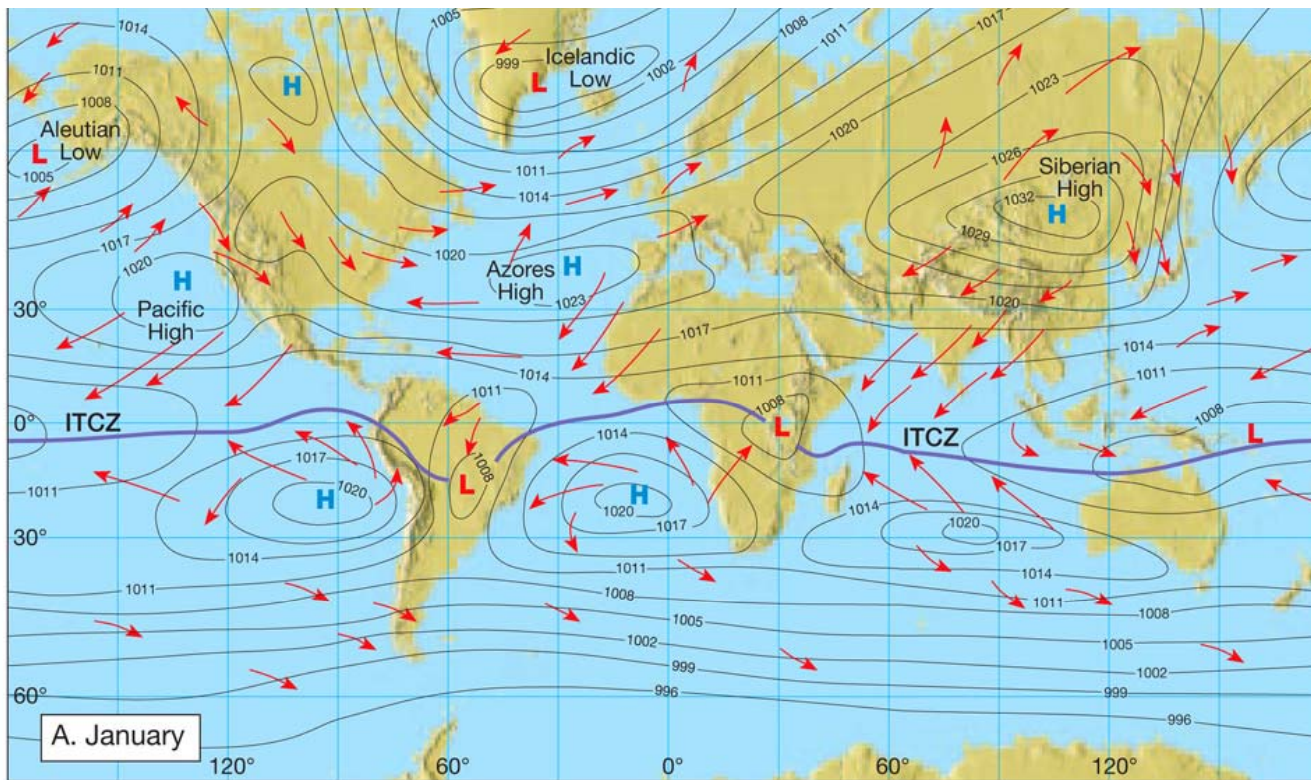 1014
1005
1008
1017
1011
Icelandic
Low
999
L
1002
1011
H
1011
1023
1008
1020
Aleutian
Low
L
1005
1026
Siberian
High
1011
1014
1032
H
1029
1017
1020
1020
H
Azores
High
H
1023
1020
30°
Pacific
High
1017
1014
1014
1011
1011
1011
1008
1008
0°
ITCZ
L
ITCZ
L
1014
1017
1008
1011
1020
H
L
H
1020
1017
1014
1020
1017
30°
1014
1011
1014
1011
1011
1008
1008
1005
1005
1002
1002
999
999
60°
996
996
A. January
120°
60°
0°
60°
120°